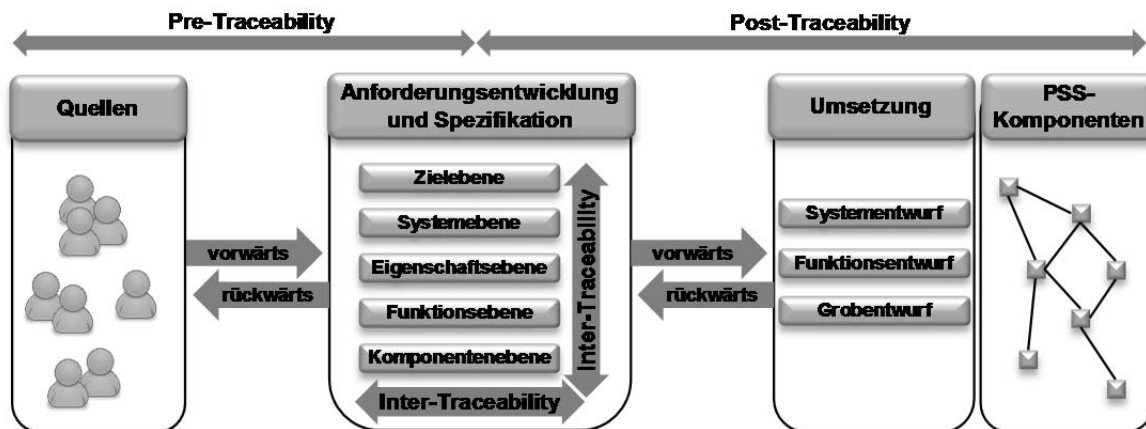 Pre-Traceability
Post-Traceability
Quellen
Anforderungsentwicklung
und Spezifikation
Umsetzung
PSS-
Komponenten
Zielebene
Systemebene
Eigenschaftsebene
Funktionsebene
Komponentenebene
Inter-Traceability
Inter-Traceability
vorwärts
rückwärts
vorwärts
rückwärts
Systementwurf
Funktionsentwurf
Grobentwurf